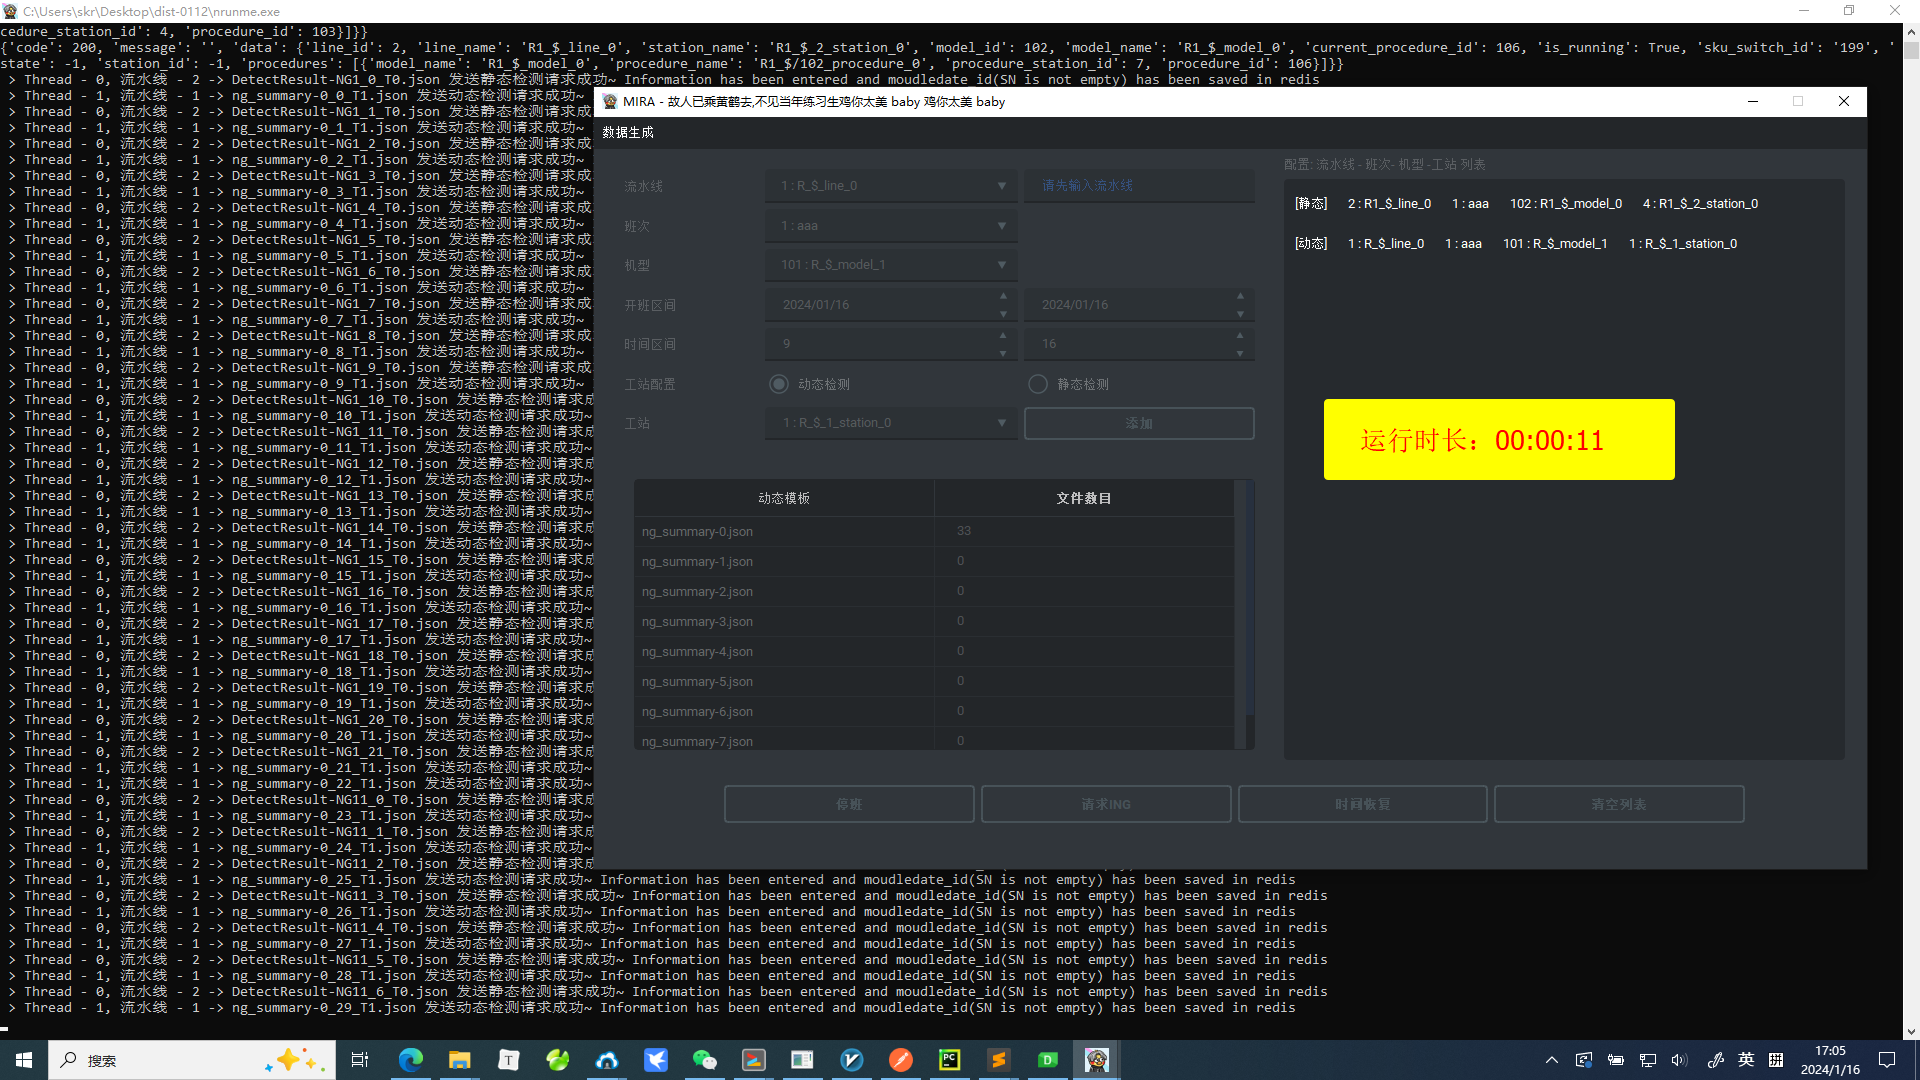 C:\Users\skr\Desktop\dist-0112\nrunme.exe
cedure_station_id': 4, 'procedure_id': 103}]}}
{'code': 200, 'message': '', 'data': {'line_id': 2, 'line_name': 'R1_$_line_0', 'station_name': 'R1_$_2_station_0', 'model_id': 102, 'model_name': 'R1_$_model_0', 'current_procedure_id': 106, 'is_running': True, 'sku_switch_id': '199', '
state': -1, 'station_id': -1, 'procedures': [{'model_name': 'R1_$_model_0', 'procedure_name': 'R1_$/102_procedure_0', 'procedure_station_id': 7, 'procedure_id': 106}]}}
> Thread - 0, 流水线 - 2 -> DetectResult-NG1_0_T0.json 发送静态检测请求成功~ Information has been entered and moudledate_id(SN is not empty) has been saved in redis
> Thread - 1, 流水线 - 1 -> ng_summary-0_0_T1.json 发送动态检测请求成功~
> Thread - 0, 流水线 - 2 -> DetectResult-NG1_1_T0.json 发送静态检测请求成
> Thread - 1, 流水线 - 1 -> ng_summary-0_1_T1.json 发送动态检测请求成功~
> Thread - 0, 流水线 - 2 -> DetectResult-NG1_2_T0.json 发送静态检测请求成
> Thread - 1, 流水线 - 1 -> ng_summary-0_2_T1.json 发送动态检测请求成功~
> Thread - 0, 流水线 - 2 -> DetectResult-NG1_3_T0.json 发送静态检测请求成
> Thread - 1, 流水线 - 1 -> ng_summary-0_3_T1.json 发送动态检测请求成功~
> Thread - 0, 流水线 - 2 -> DetectResult-NG1_4_T0.json 发送静态检测请求成
> Thread - 1, 流水线 - 1 -> ng_summary-0_4_T1.json 发送动态检测请求成功~
> Thread - 0, 流水线 - 2 -> DetectResult-NG1_5_T0.json 发送静态检测请求成
> Thread - 1, 流水线 - 1 -> ng_summary-0_5_T1.json 发送动态检测请求成功~
> Thread - 0, 流水线 - 2 -> DetectResult-NG1_6_T0.json 发送静态检测请求成
> Thread - 1, 流水线 - 1 -> ng_summary-0_6_T1.json 发送动态检测请求成功~
> Thread - 0, 流水线 - 2 -> DetectResult-NG1_7_T0.json 发送静态检测请求成
> Thread - 1, 流水线 - 1 -> ng_summary-0_7_T1.json 发送动态检测请求成功~
> Thread - 0, 流水线 - 2 -> DetectResult-NG1_8_T0.json 发送静态检测请求成
> Thread - 1, 流水线 - 1 -> ng_summary-0_8_T1.json 发送动态检测请求成功~
> Thread - 0, 流水线 - 2 -> DetectResult-NG1_9_T0.json 发送静态检测请求成
> Thread - 1, 流水线 - 1 -> ng_summary-0_9_T1.json 发送动态检测请求成功~
> Thread - 0, 流水线 - 2 -> DetectResult-NG1_10_T0.json 发送静态检测请求
> Thread - 1, 流水线 - 1 -> ng_summary-0_10_T1.json 发送动态检测请求成功~
> Thread - 0, 流水线 - 2 -> DetectResult-NG1_11_T0.json 发送静态检测请求
> Thread - 1, 流水线 - 1 -> ng_summary-0_11_T1.json 发送动态检测请求成功~
> Thread - 0, 流水线 - 2 -> DetectResult-NG1_12_T0.json 发送静态检测请求
> Thread - 1, 流水线 - 1 -> ng_summary-0_12_T1.json 发送动态检测请求成功~
> Thread - 0, 流水线 - 2 -> DetectResult-NG1_13_T0.json 发送静态检测请求
> Thread - 1, 流水线 - 1 -> ng_summary-0_13_T1.json 发送动态检测请求成功~
> Thread - 0, 流水线 - 2 -> DetectResult-NG1_14_T0.json 发送静态检测请求
> Thread - 1, 流水线 - 1 -> ng_summary-0_14_T1.json 发送动态检测请求成功~
> Thread - 0, 流水线 - 2 -> DetectResult-NG1_15_T0.json 发送静态检测请求
> Thread - 1, 流水线 - 1 -> ng_summary-0_15_T1.json 发送动态检测请求成功~
> Thread - 0, 流水线 - 2 -> DetectResult-NG1_16_T0.json 发送静态检测请求
> Thread - 1, 流水线 - 1 -> ng_summary-0_16_T1.json 发送动态检测请求成功~
> Thread - 0, 流水线 - 2 -> DetectResult-NG1_17_T0.json 发送静态检测请求
> Thread - 1, 流水线 - 1 -> ng_summary-0_17_T1.json 发送动态检测请求成功~
> Thread - 0, 流水线 - 2 -> DetectResult-NG1_18_T0.json 发送静态检测请求
> Thread - 1, 流水线 - 1 -> ng_summary-0_18_T1.json 发送动态检测请求成功~
> Thread - 0, 流水线 - 2 -> DetectResult-NG1_19_T0.json 发送静态检测请求
> Thread - 1, 流水线 - 1 -> ng_summary-0_19_T1.json 发送动态检测请求成功~
> Thread - 0, 流水线 - 2 -> DetectResult-NG1_20_T0.json 发送静态检测请求
> Thread - 1, 流水线 - 1 -> ng_summary-0_20_T1.json 发送动态检测请求成功~
> Thread - 0, 流水线 - 2 -> DetectResult-NG1_21_T0.json 发送静态检测请求
> Thread - 1, 流水线 - 1 -> ng_summary-0_21_T1.json 发送动态检测请求成功~
> Thread - 1, 流水线 - 1 -> ng_summary-0_22_T1.json 发送动态检测请求成功~
> Thread - 0, 流水线 - 2 -> DetectResult-NG11_0_T0.json 发送静态检测请求
> Thread - 1, 流水线 - 1 -> ng_summary-0_23_T1.json 发送动态检测请求成功~
> Thread - 0, 流水线 - 2 -> DetectResult-NG11_1_T0.json 发送静态检测请求
> Thread - 1, 流水线 - 1 -> ng_summary-0_24_T1.json 发送动态检测请求成功~
> Thread - 0, 流水线 - 2 -> DetectResult-NG11_2_T0.json 发送静态检测请求
> Thread - 1, 流水线 - 1 -> ng_summary-0_25_T1.json 发送动态检测请求成功~ Information has been entered and moudledate_id(SN is not empty) has been saved in redis
> Thread - 0, 流水线 - 2 -> DetectResult-NG11_3_T0.json 发送静态检测请求成功~ Information has been entered and moudledate_id(SN is not empty) has been saved in redis
> Thread - 1, 流水线 - 1 -> ng_summary-0_26_T1.json 发送动态检测请求成功~ Information has been entered and moudledate_id(SN is not empty) has been saved in redis
> Thread - 0, 流水线 - 2 -> DetectResult-NG11_4_T0.json 发送静态检测请求成功~ Information has been entered and moudledate_id(SN is not empty) has been saved in redis
> Thread - 1, 流水线 - 1 -> ng_summary-0_27_T1.json 发送动态检测请求成功~ Information has been entered and moudledate_id(SN is not empty) has been saved in redis
> Thread - 0, 流水线 - 2 -> DetectResult-NG11_5_T0.json 发送静态检测请求成功~ Information has been entered and moudledate_id(SN is not empty) has been saved in redis
> Thread - 1, 流水线 - 1 -> ng_summary-0_28_T1.json 发送动态检测请求成功~ Information has been entered and moudledate_id(SN is not empty) has been saved in redis
> Thread - 0, 流水线 - 2 -> DetectResult-NG11_6_T0.json 发送静态检测请求成功~ Information has been entered and moudledate_id(SN is not empty) has been saved in redis
> Thread - 1, 流水线 - 1 -> ng_summary-0_29_T1.json 发送动态检测请求成功~ Information has been entered and moudledate_id(SN is not empty) has been saved in redis
MIRA - 故人已乘黄鹤去,不见当年练习生鸡你太美 baby 鸡你太美 baby
数据生成
流水线 1 : R_$_line_0 请先输入流水线
班次 1 : aaa
机型 101 : R_$_model_1
开班区间 2024/01/16 2024/01/16
时间区间 9 16
工站配置 动态检测 静态检测
工站 1 : R_$_1_station_0 添加
动态模板 文件数目
ng_summary-0.json 33
ng_summary-1.json 0
ng_summary-2.json 0
ng_summary-3.json 0
ng_summary-4.json 0
ng_summary-5.json 0
ng_summary-6.json 0
ng_summary-7.json 0
配置: 流水线 - 班次- 机型 -工站 列表
[静态] 2 : R1_$_line_0 1 : aaa 102 : R1_$_model_0 4 : R1_$_2_station_0
[动态] 1 : R_$_line_0 1 : aaa 101 : R_$_model_1 1 : R_$_1_station_0
运行时长：00:00:11
停班 请求ING 时间恢复 清空列表
搜索
T
PC
D
英
拼
17:05
2024/1/16